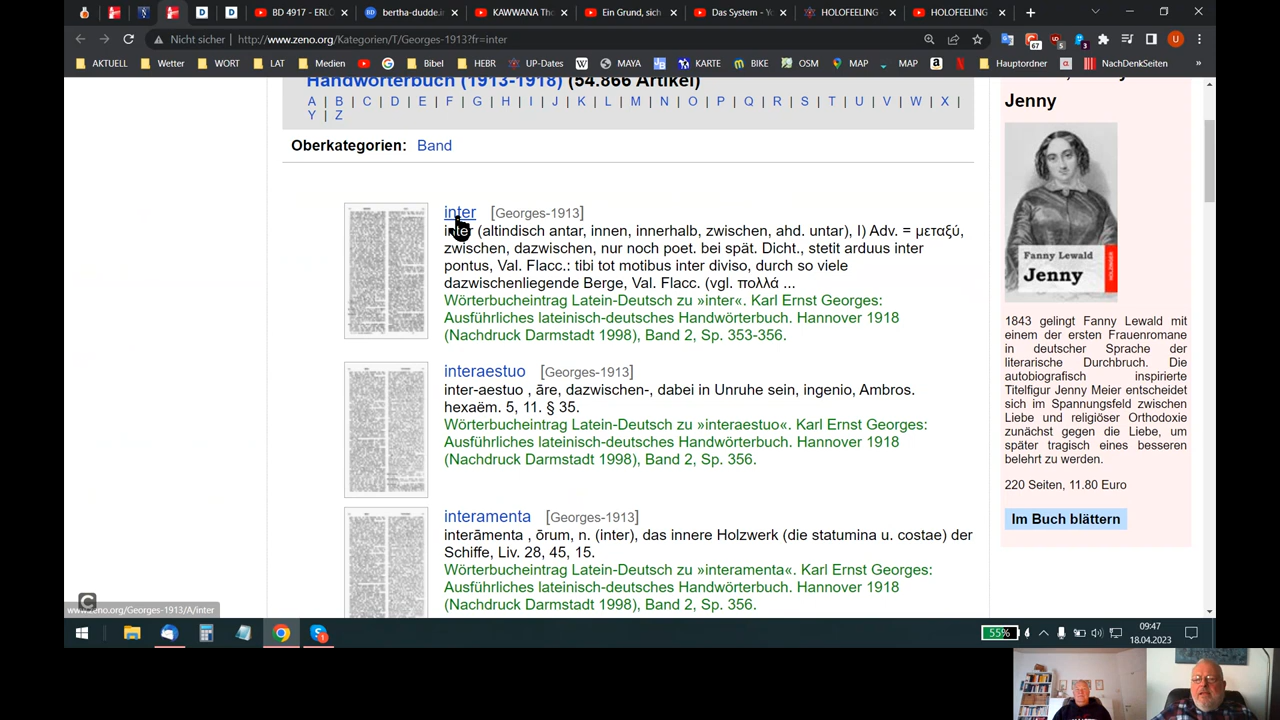 BD 4917 - ERLÖ
bertha-dudde.in
KAWWANA The
Ein Grund, sich
Das System - Yo
HOLOFEELING
HOLOFEELING
Nicht sicher | http://www.zeno.org/Kategorien/T/Georges-1913?fr=inter
AKTUELL Wetter WORT LAT Medien Bibel HEBR UP-Dates MAYA KARTE BIKE OSM MAP MAP Hauptordner NachDenkSeiten »
Handwörterbuch (1913-1918) (54.866 Artikel)
A | B | C | D | E | F | G | H | I | J | K | L | M | N | O | P | Q | R | S | T | U | V | W | X |
Y | Z
Oberkategorien: Band
inter [Georges-1913]
inter (altindisch antar, innen, innerhalb, zwischen, ahd. untar), I) Adv. = μεταξύ,
zwischen, dazwischen, nur noch poet. bei spät. Dicht., stetit arduus inter
pontus, Val. Flacc.: tibi tot motibus inter diviso, durch so viele
dazwischenliegende Berge, Val. Flacc. (vgl. πολλά ...
Wörterbucheintrag Latein-Deutsch zu »inter«. Karl Ernst Georges:
Ausführliches lateinisch-deutsches Handwörterbuch. Hannover 1918
(Nachdruck Darmstadt 1998), Band 2, Sp. 353-356.
interaestuo [Georges-1913]
inter-aestuo , āre, dazwischen-, dabei in Unruhe sein, ingenio, Ambros.
hexaëm. 5, 11. § 35.
Wörterbucheintrag Latein-Deutsch zu »interaestuo«. Karl Ernst Georges:
Ausführliches lateinisch-deutsches Handwörterbuch. Hannover 1918
(Nachdruck Darmstadt 1998), Band 2, Sp. 356.
interamenta [Georges-1913]
interāmenta , ōrum, n. (inter), das innere Holzwerk (die statumina u. costae) der
Schiffe, Liv. 28, 45, 15.
Wörterbucheintrag Latein-Deutsch zu »interamenta«. Karl Ernst Georges:
Ausführliches lateinisch-deutsches Handwörterbuch. Hannover 1918
(Nachdruck Darmstadt 1998), Band 2, Sp. 356.
Jenny
Fanny Lewald
Jenny
1843 gelingt Fanny Lewald mit
einem der ersten Frauenromane
in deutscher Sprache der
literarische Durchbruch. Die
autobiografisch inspirierte
Titelfigur Jenny Meier entscheidet
sich im Spannungsfeld zwischen
Liebe und religiöser Orthodoxie
zunächst gegen die Liebe, um
später tragisch eines besseren
belehrt zu werden.
220 Seiten, 11.80 Euro
Im Buch blättern
www.zeno.org/Georges-1913/A/inter
55%
09:47
18.04.2023